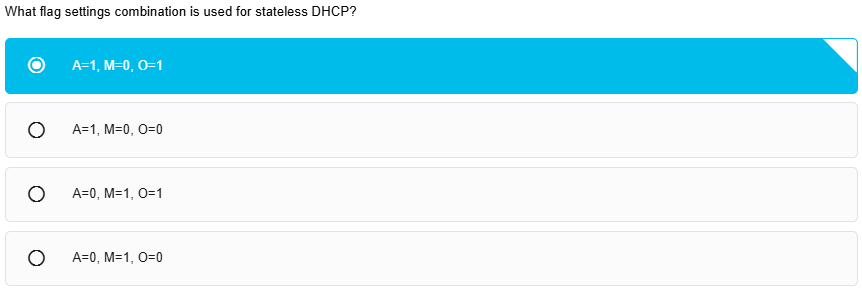 What flag settings combination is used for stateless DHCP?
A=1, M=0, O=1
A=1, M=0, O=0
A=0, M=1, O=1
A=0, M=1, O=0